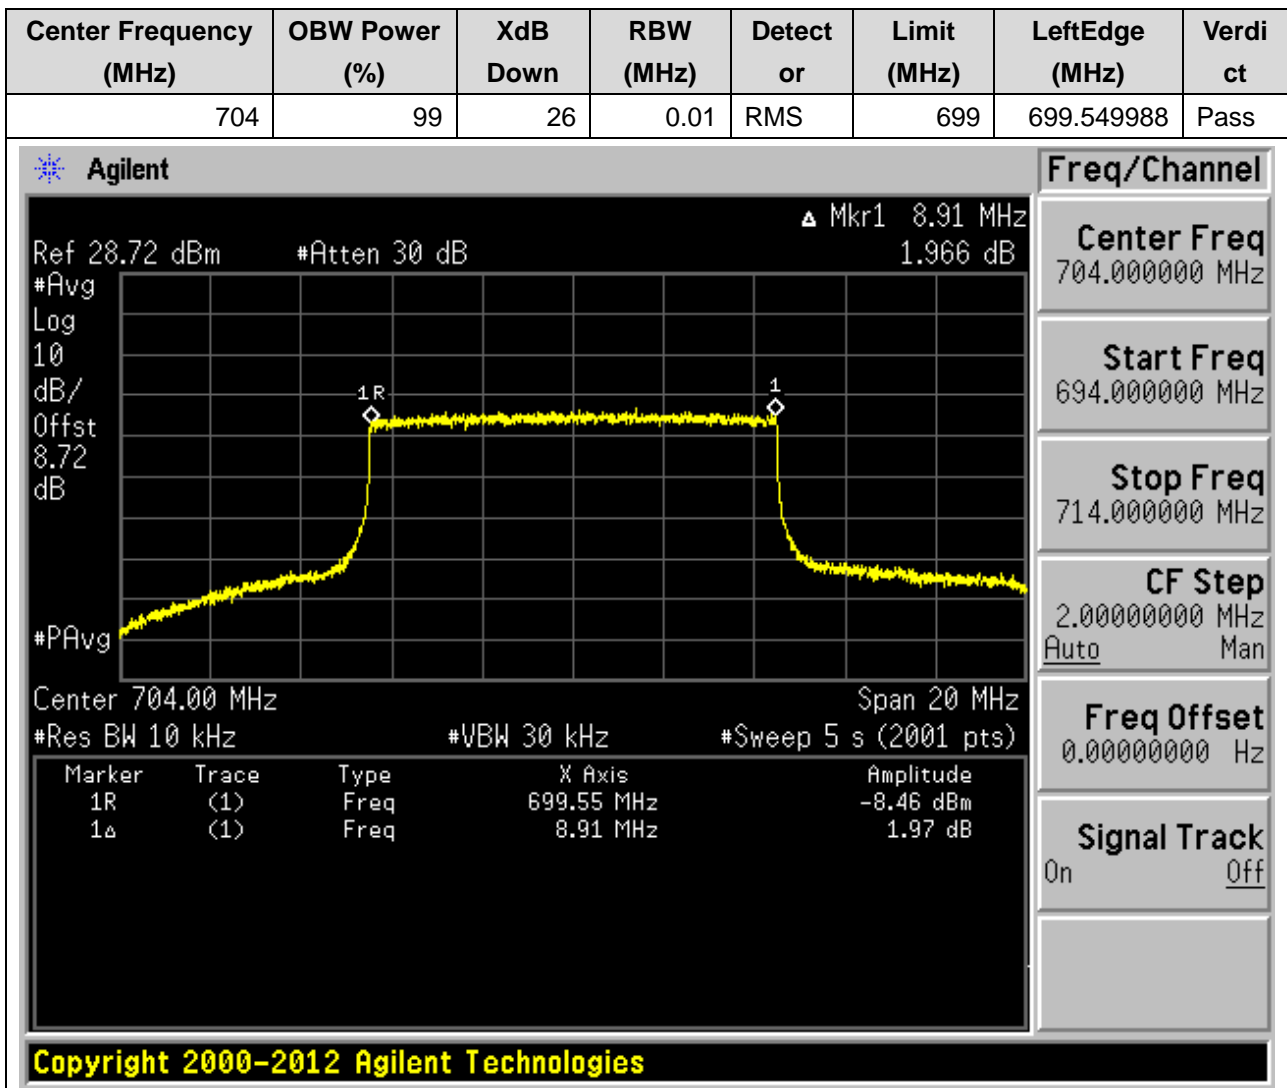 Center Frequency OBW Power XdB RBW Detect Limit LeftEdge Verdi
(MHz) (%) Down (MHz) or (MHz) (MHz) ct
704 99 26 0.01 RMS 699 699.549988 Pass
Agilent
Freq/Channel
Δ Mkr1 8.91 MHz
Ref 28.72 dBm #Atten 30 dB 1.966 dB
#Avg
Log
10
dB/
Offst
8.72
dB
#PAvg
1R
1
Center 704.00 MHz Span 20 MHz
#Res BW 10 kHz #VBW 30 kHz #Sweep 5 s (2001 pts)
Marker Trace Type X Axis Amplitude
1R (1) Freq 699.55 MHz -8.46 dBm
1Δ (1) Freq 8.91 MHz 1.97 dB
Center Freq
704.000000 MHz
Start Freq
694.000000 MHz
Stop Freq
714.000000 MHz
CF Step
2.00000000 MHz
Auto Man
Freq Offset
0.00000000 Hz
Signal Track
On Off
Copyright 2000-2012 Agilent Technologies